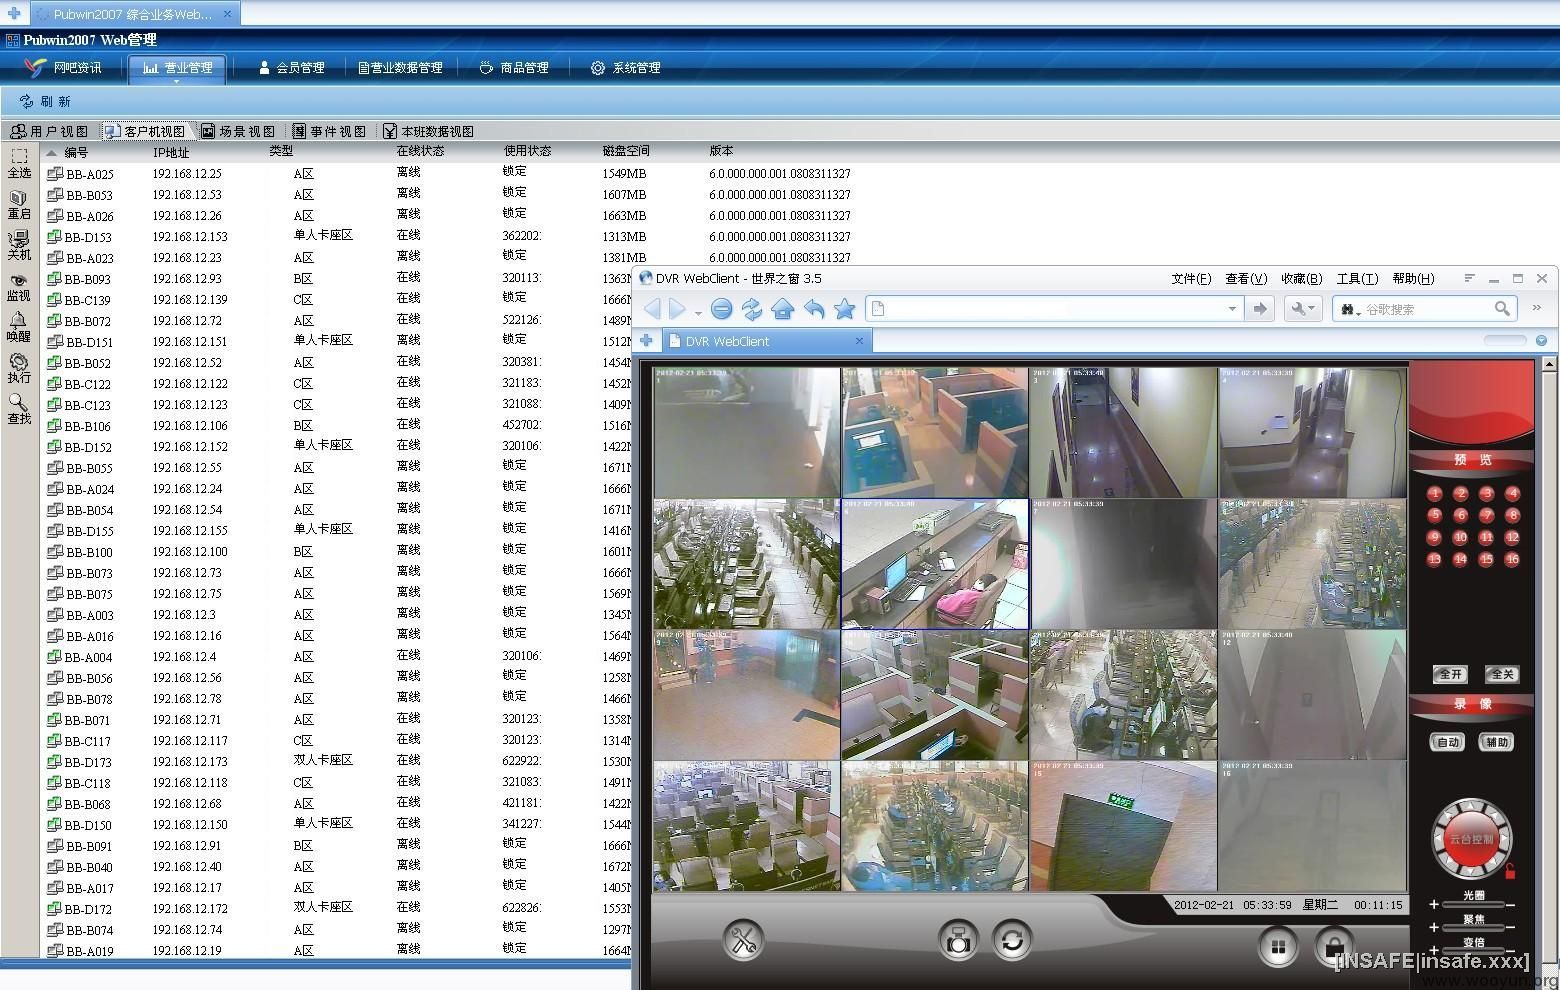 Pubwin2007 综合业务Web...
Pubwin2007 Web管理
网吧资讯 营业管理 会员管理 营业数据管理 商品管理 系统管理
刷 新
用户视图 客户机视图 场景视图 事件视图 本班数据视图
全选
重启
关机
监视
唤醒
执行
查找
编号 IP地址 类型 在线状态 使用状态 磁盘空间 版本
BB-A025 192.168.12.25 A区 离线 锁定 1549MB 6.0.000.000.001.0808311327
BB-B053 192.168.12.53 A区 离线 锁定 1607MB 6.0.000.000.001.0808311327
BB-A026 192.168.12.26 A区 离线 锁定 1663MB 6.0.000.000.001.0808311327
BB-D153 192.168.12.153 单人卡座区 在线 362202 1313MB 6.0.000.000.001.0808311327
BB-A023 192.168.12.23 A区 离线 锁定 1381MB 6.0.000.000.001.0808311327
BB-B093 192.168.12.93 B区 在线 320113 1363
BB-C139 192.168.12.139 C区 离线 锁定 1666
BB-B072 192.168.12.72 A区 在线 522126 1489
BB-D151 192.168.12.151 单人卡座区 离线 锁定 1512
BB-B052 192.168.12.52 A区 在线 320381 1454
BB-C122 192.168.12.122 C区 在线 321183 1452
BB-C123 192.168.12.123 C区 在线 321088 1409
BB-B106 192.168.12.106 B区 在线 452702 1516
BB-D152 192.168.12.152 单人卡座区 在线 320106 1422
BB-B055 192.168.12.55 A区 离线 锁定 1671
BB-A024 192.168.12.24 A区 离线 锁定 1666
BB-B054 192.168.12.54 A区 离线 锁定 1671
BB-D155 192.168.12.155 单人卡座区 离线 锁定 1416
BB-B100 192.168.12.100 B区 离线 锁定 1601
BB-B073 192.168.12.73 A区 离线 锁定 1666
BB-B075 192.168.12.75 A区 离线 锁定 1569
BB-A003 192.168.12.3 A区 离线 锁定 1345
BB-A016 192.168.12.16 A区 离线 锁定 1564
BB-A004 192.168.12.4 A区 在线 320106 1469
BB-B056 192.168.12.56 A区 离线 锁定 1258
BB-B078 192.168.12.78 A区 离线 锁定 1466
BB-B071 192.168.12.71 A区 在线 320123 1358
BB-C117 192.168.12.117 C区 在线 320123 1314
BB-D173 192.168.12.173 双人卡座区 在线 622922 1530
BB-C118 192.168.12.118 C区 在线 321083 1491
BB-B068 192.168.12.68 A区 在线 421181 1422
BB-D150 192.168.12.150 单人卡座区 在线 341227 1544
BB-B091 192.168.12.91 B区 离线 锁定 1666
BB-B040 192.168.12.40 A区 离线 锁定 1672
BB-A017 192.168.12.17 A区 离线 锁定 1405
BB-D172 192.168.12.172 双人卡座区 在线 622826 1553
BB-B074 192.168.12.74 A区 离线 锁定 1297
BB-A019 192.168.12.19 A区 离线 锁定 1664
DVR WebClient - 世界之窗 3.5 文件(F) 查看(V) 收藏(B) 工具(T) 帮助(H)
谷歌搜索
DVR WebClient
2012-02-21 05:33:39
预 览
1 2 3 4
5 6 7 8
9 10 11 12
13 14 15 16
全开 全关
录 像
自动 辅助
云台控制
光圈
聚焦
变倍
2012-02-21 05:33:59 星期二 00:11:15
[INSAFE|insafe.xxx]
www.wooyun.org